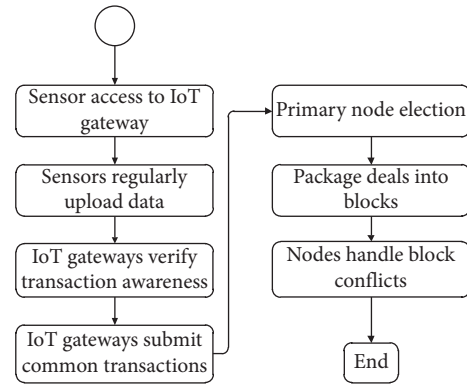 Sensor access to IoT
gateway
Sensors regularly
upload data
IoT gateways verify
transaction awareness
IoT gateways submit
common transactions
Primary node election
Package deals into
blocks
Nodes handle block
conflicts
End